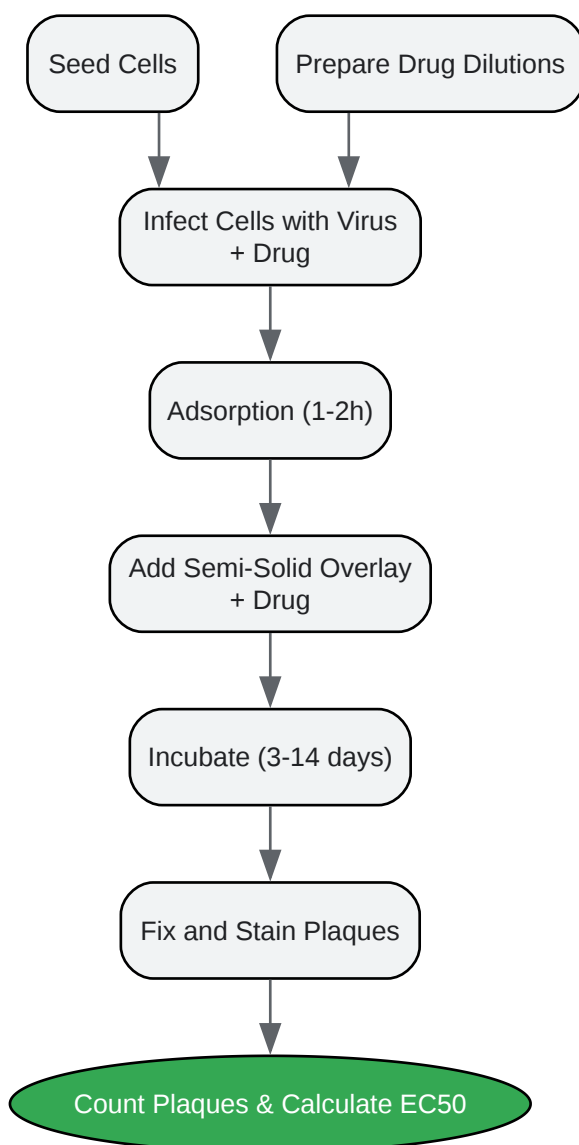 Seed Cells
Prepare Drug Dilutions
Infect Cells with Virus
+ Drug
Adsorption (1-2h)
Add Semi-Solid Overlay
+ Drug
Incubate (3-14 days)
Fix and Stain Plaques
Count Plaques & Calculate EC50